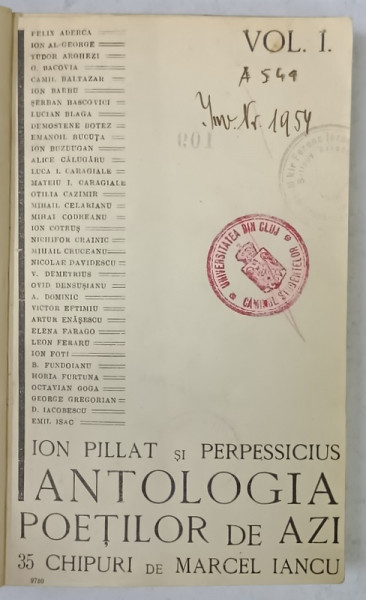 FELIX ADERCA
ION AL-GEORGE
TUDOR ARGHEZI
G. BACOVIA
CAMIL BALTAZAR
ION BARBU
ȘERBAN BASCOVICI
LUCIAN BLAGA
DEMOSTENE BOTEZ
EMANOIL BUCUȚA
ION BUZDUGAN
ALICE CĂLUGĂRU
LUCA I. CARAGIALE
MATEIU I. CARAGIALE
OTILIA CAZIMIR
MIHAIL CELARIANU
MIHAI CODREANU
ION COTRUȘ
NICHIFOR CRAINIC
MIHAIL CRUCEANU
NICOLAE DAVIDESCU
V. DEMETRIUS
OVID DENSUȘIANU
A. DOMINIC
VICTOR EFTIMIU
ARTUR ENĂȘESCU
ELENA FARAGO
LEON FERARU
ION FOTI
B. FUNDOIANU
HORIA FURTUNA
OCTAVIAN GOGA
GEORGE GREGORIAN
D. IACOBESCU
EMIL ISAC
VOL. I.
A 549
Inv. Nr. 1954
109
UNIVERSITATEA DIN CLUJ
CAMINUL
ION PILLAT ȘI PERPESSICIUS
ANTOLOGIA
POEȚILOR DE AZI
35 CHIPURI DE MARCEL IANCU
9750